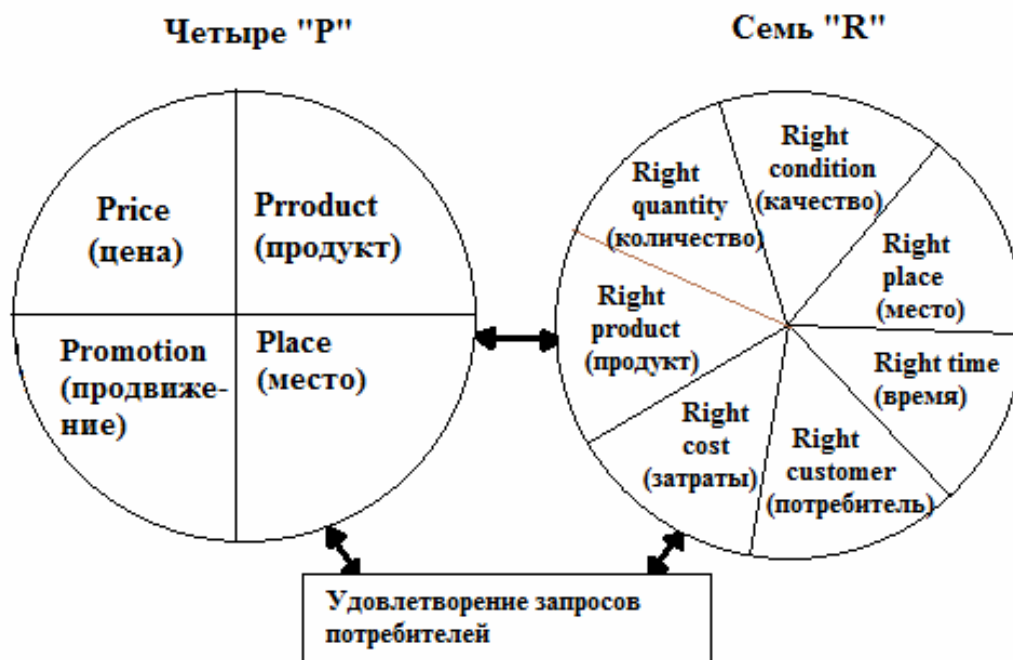 Четыре "P"
Семь "R"
Price
(цена)
Prroduct
(продукт)
Promotion
(продвиже-
ние)
Place
(место)
Right
condition
(качество)
Right
quantity
(количество)
Right
place
(место)
Right
product
(продукт)
Right time
(время)
Right
cost
(затраты)
Right
customer
(потребитель)
Удовлетворение запросов
потребителей